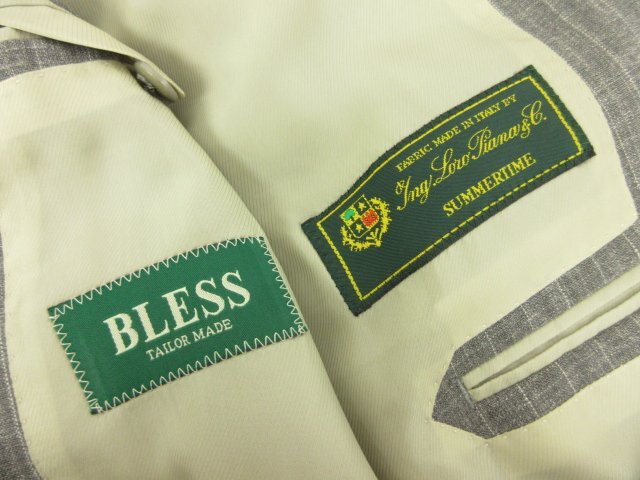 BLESS
TAILOR MADE
FABRIC MADE IN ITALY BY
Ing. Loro Piana & C.
SUMMERTIME